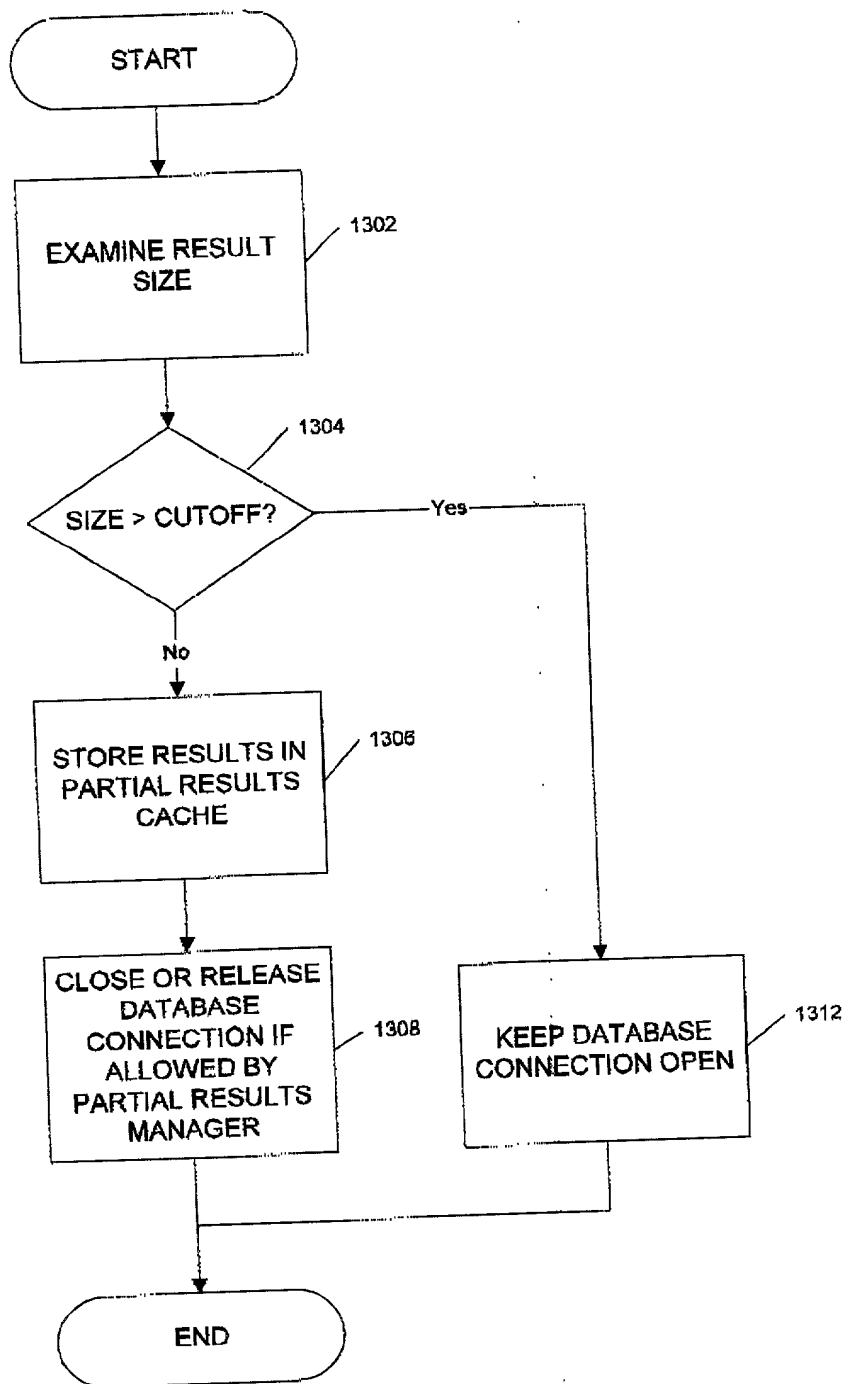 START
EXAMINE RESULT
SIZE
1302
1304
SIZE > CUTOFF?
Yes
No
STORE RESULTS IN
PARTIAL RESULTS
CACHE
1306
CLOSE OR RELEASE
DATABASE
CONNECTION IF
ALLOWED BY
PARTIAL RESULTS
MANAGER
1308
KEEP DATABASE
CONNECTION OPEN
1312
END